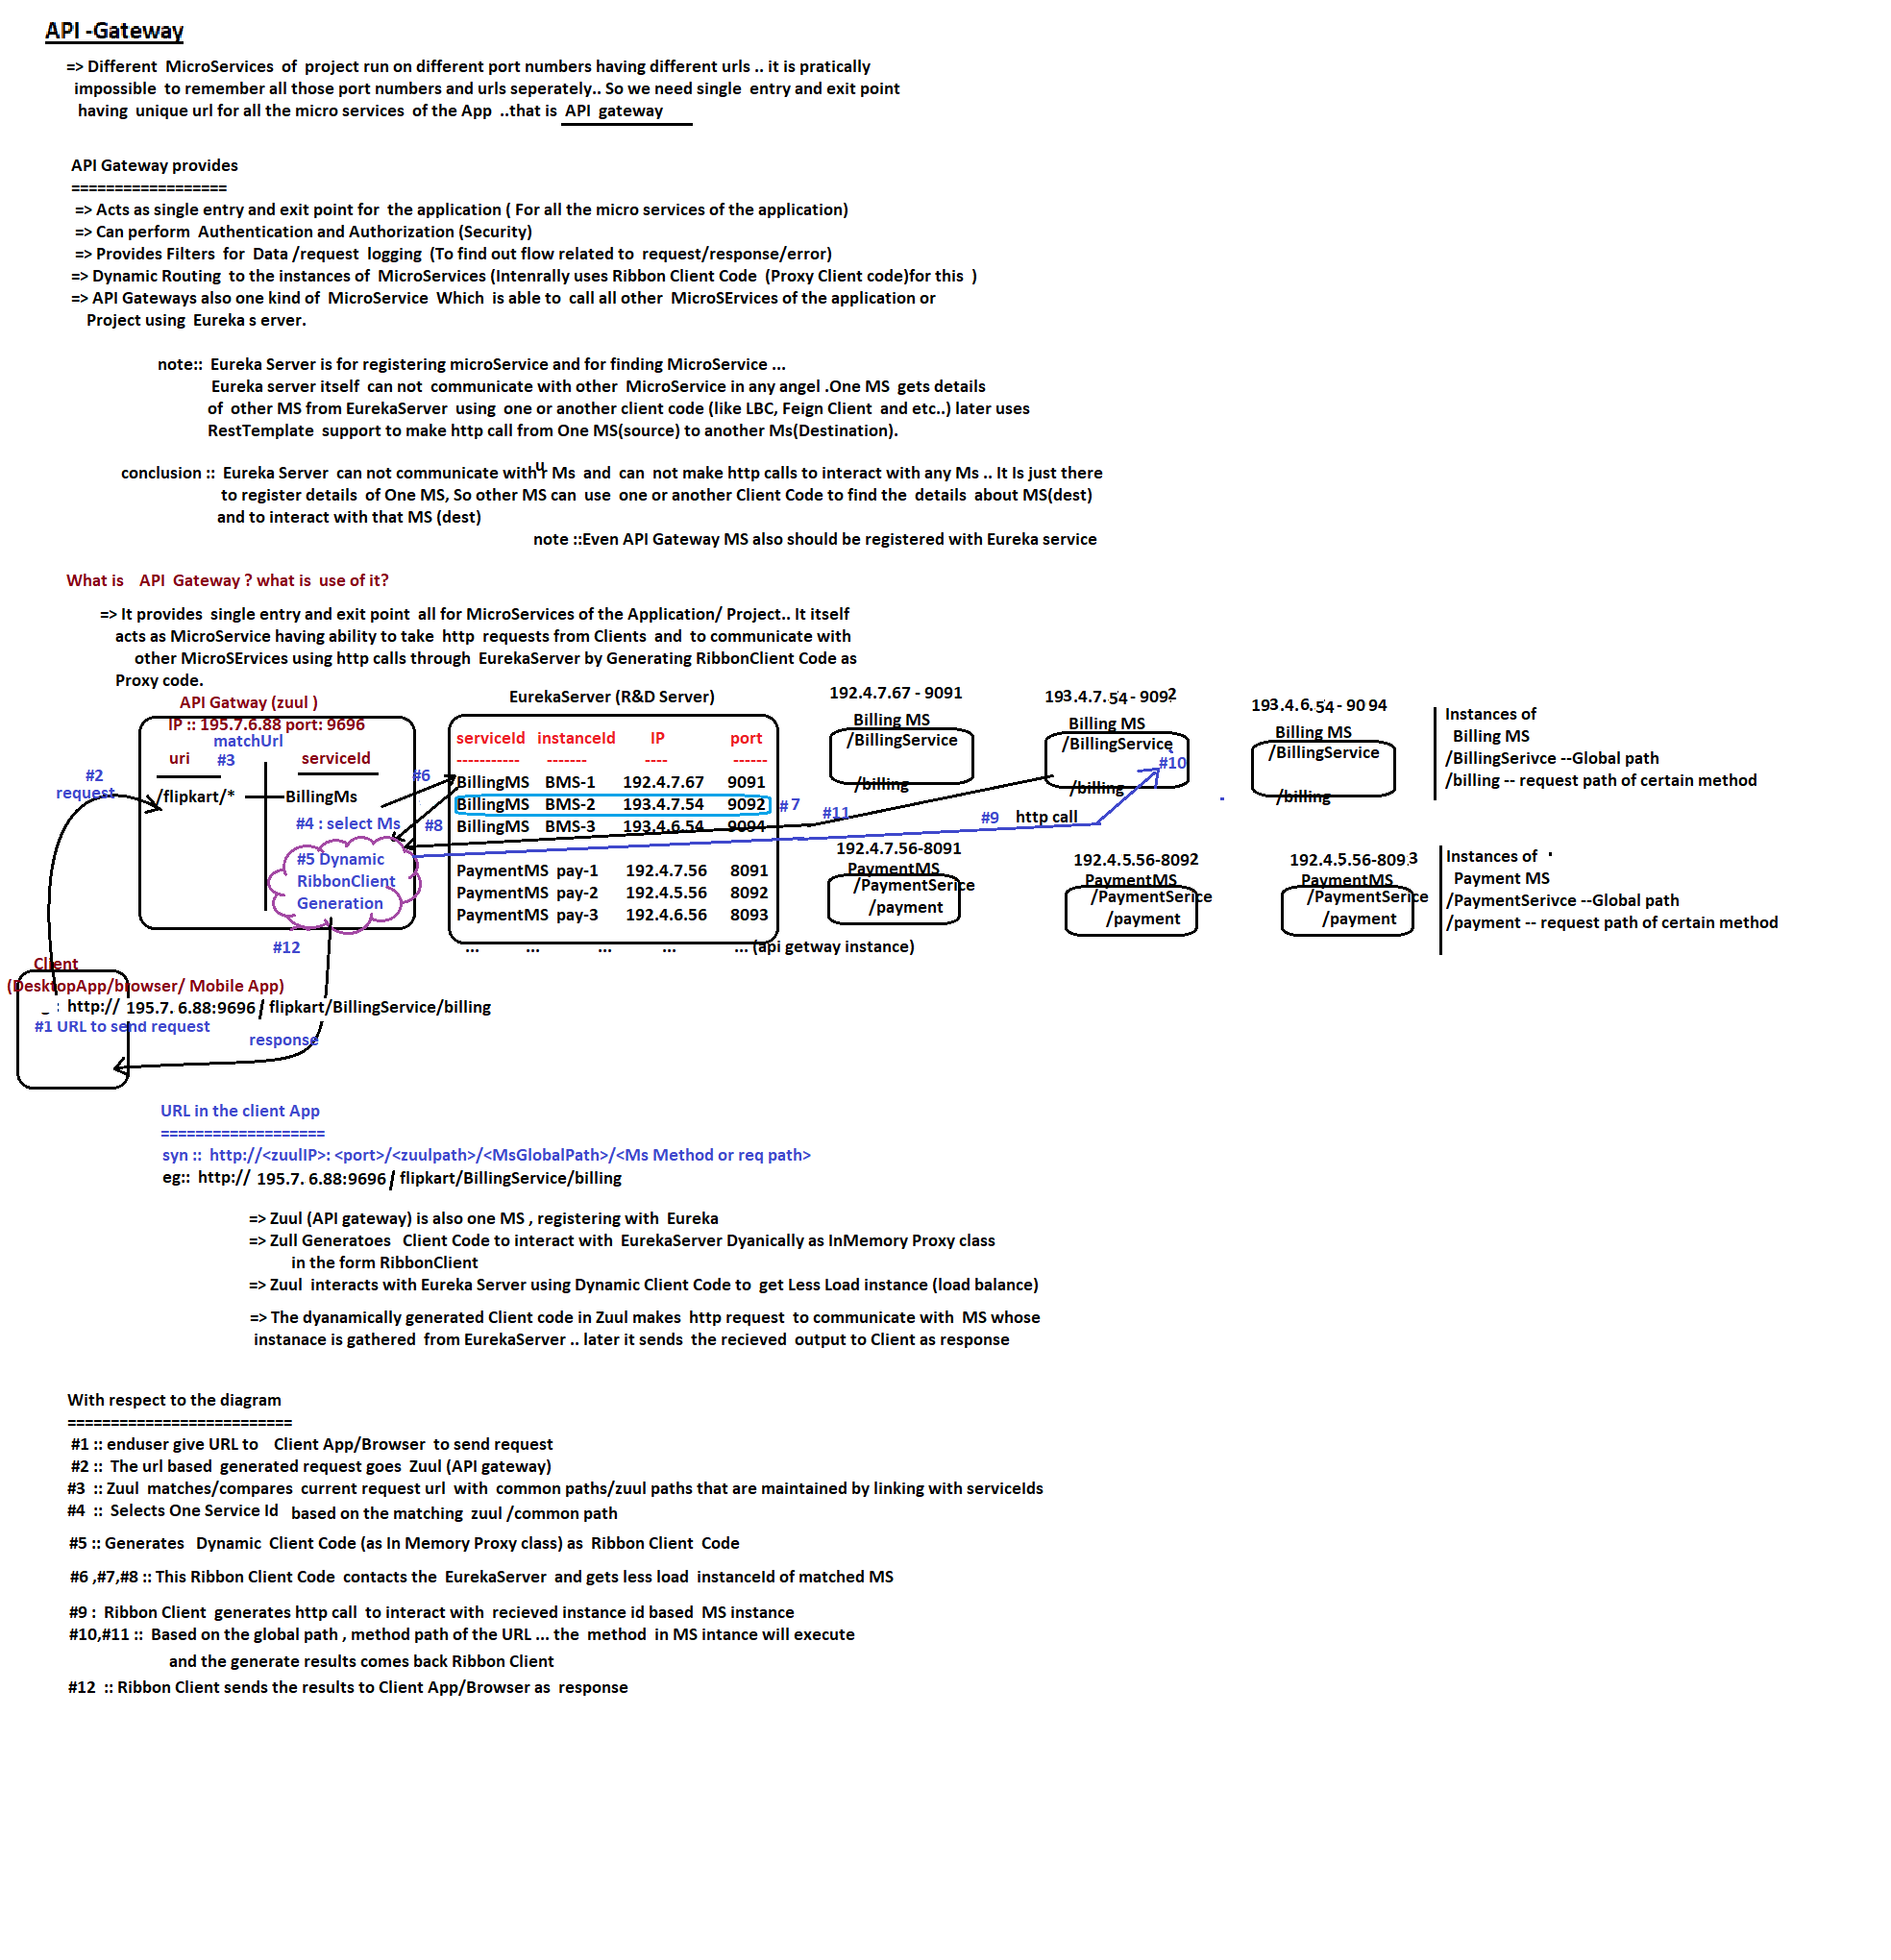 API -Gateway
=> Different MicroServices of project run on different port numbers having different urls .. it is pratically
impossible to remember all those port numbers and urls seperately.. So we need single entry and exit point
having unique url for all the micro services of the App ..that is API gateway
API Gateway provides
==================
=> Acts as single entry and exit point for the application ( For all the micro services of the application)
=> Can perform Authentication and Authorization (Security)
=> Provides Filters for Data /request logging (To find out flow related to request/response/error)
=> Dynamic Routing to the instances of MicroServices (Intenrally uses Ribbon Client Code (Proxy Client code)for this )
=> API Gateways also one kind of MicroService Which is able to call all other MicroSErvices of the application or
Project using Eureka s erver.
note:: Eureka Server is for registering microService and for finding MicroService ...
Eureka server itself can not communicate with other MicroService in any angel .One MS gets details
of other MS from EurekaServer using one or another client code (like LBC, Feign Client and etc..) later uses
RestTemplate support to make http call from One MS(source) to another Ms(Destination).
conclusion :: Eureka Server can not communicate with ur Ms and can not make http calls to interact with any Ms .. It Is just there
to register details of One MS, So other MS can use one or another Client Code to find the details about MS(dest)
and to interact with that MS (dest)
note ::Even API Gateway MS also should be registered with Eureka service
What is API Gateway ? what is use of it?
=> It provides single entry and exit point all for MicroServices of the Application/ Project.. It itself
acts as MicroService having ability to take http requests from Clients and to communicate with
other MicroSErvices using http calls through EurekaServer by Generating RibbonClient Code as
Proxy code.
API Gatway (zuul )
IP :: 195.7.6.88 port: 9696
matchUrl
uri #3 serviceId
#2
request
/flipkart/* BillingMs
#4 : select Ms
#5 Dynamic
RibbonClient
Generation
#12
EurekaServer (R&D Server)
serviceId instanceId IP port
----------- ------- ---- ------
#6
BillingMS BMS-1 192.4.7.67 9091
BillingMS BMS-2 193.4.7.54 9092 # 7
#8
BillingMS BMS-3 193.4.6.54 9094
PaymentMS pay-1 192.4.7.56 8091
PaymentMS pay-2 192.4.5.56 8092
PaymentMS pay-3 192.4.6.56 8093
... ... ... ... ... (api getway instance)
192.4.7.67 - 9091
Billing MS
/BillingService
/billing
193.4.7.54 - 9092
Billing MS
/BillingService
#10
/billing
193.4.6.54 - 9094
Billing MS
/BillingService
/billing
Instances of
Billing MS
/BillingSerivce --Global path
/billing -- request path of certain method
#11
#9 http call
192.4.7.56-8091
PaymentMS
/PaymentSerice
/payment
192.4.5.56-8092
PaymentMS
/PaymentSerice
/payment
192.4.5.56-8093
PaymentMS
/PaymentSerice
/payment
Instances of
Payment MS
/PaymentSerivce --Global path
/payment -- request path of certain method
Client
(DesktopApp/browser/ Mobile App)
: http:// 195.7. 6.88:9696 / flipkart/BillingService/billing
#1 URL to send request
response
URL in the client App
===================
syn :: http://<zuulIP>: <port>/<zuulpath>/<MsGlobalPath>/<Ms Method or req path>
eg:: http:// 195.7. 6.88:9696 / flipkart/BillingService/billing
=> Zuul (API gateway) is also one MS , registering with Eureka
=> Zull Generatoes Client Code to interact with EurekaServer Dyanically as InMemory Proxy class
in the form RibbonClient
=> Zuul interacts with Eureka Server using Dynamic Client Code to get Less Load instance (load balance)
=> The dyanamically generated Client code in Zuul makes http request to communicate with MS whose
instanace is gathered from EurekaServer .. later it sends the recieved output to Client as response
With respect to the diagram
==========================
#1 :: enduser give URL to Client App/Browser to send request
#2 :: The url based generated request goes Zuul (API gateway)
#3 :: Zuul matches/compares current request url with common paths/zuul paths that are maintained by linking with serviceIds
#4 :: Selects One Service Id based on the matching zuul /common path
#5 :: Generates Dynamic Client Code (as In Memory Proxy class) as Ribbon Client Code
#6 ,#7,#8 :: This Ribbon Client Code contacts the EurekaServer and gets less load instanceId of matched MS
#9 : Ribbon Client generates http call to interact with recieved instance id based MS instance
#10,#11 :: Based on the global path , method path of the URL ... the method in MS intance will execute
and the generate results comes back Ribbon Client
#12 :: Ribbon Client sends the results to Client App/Browser as response